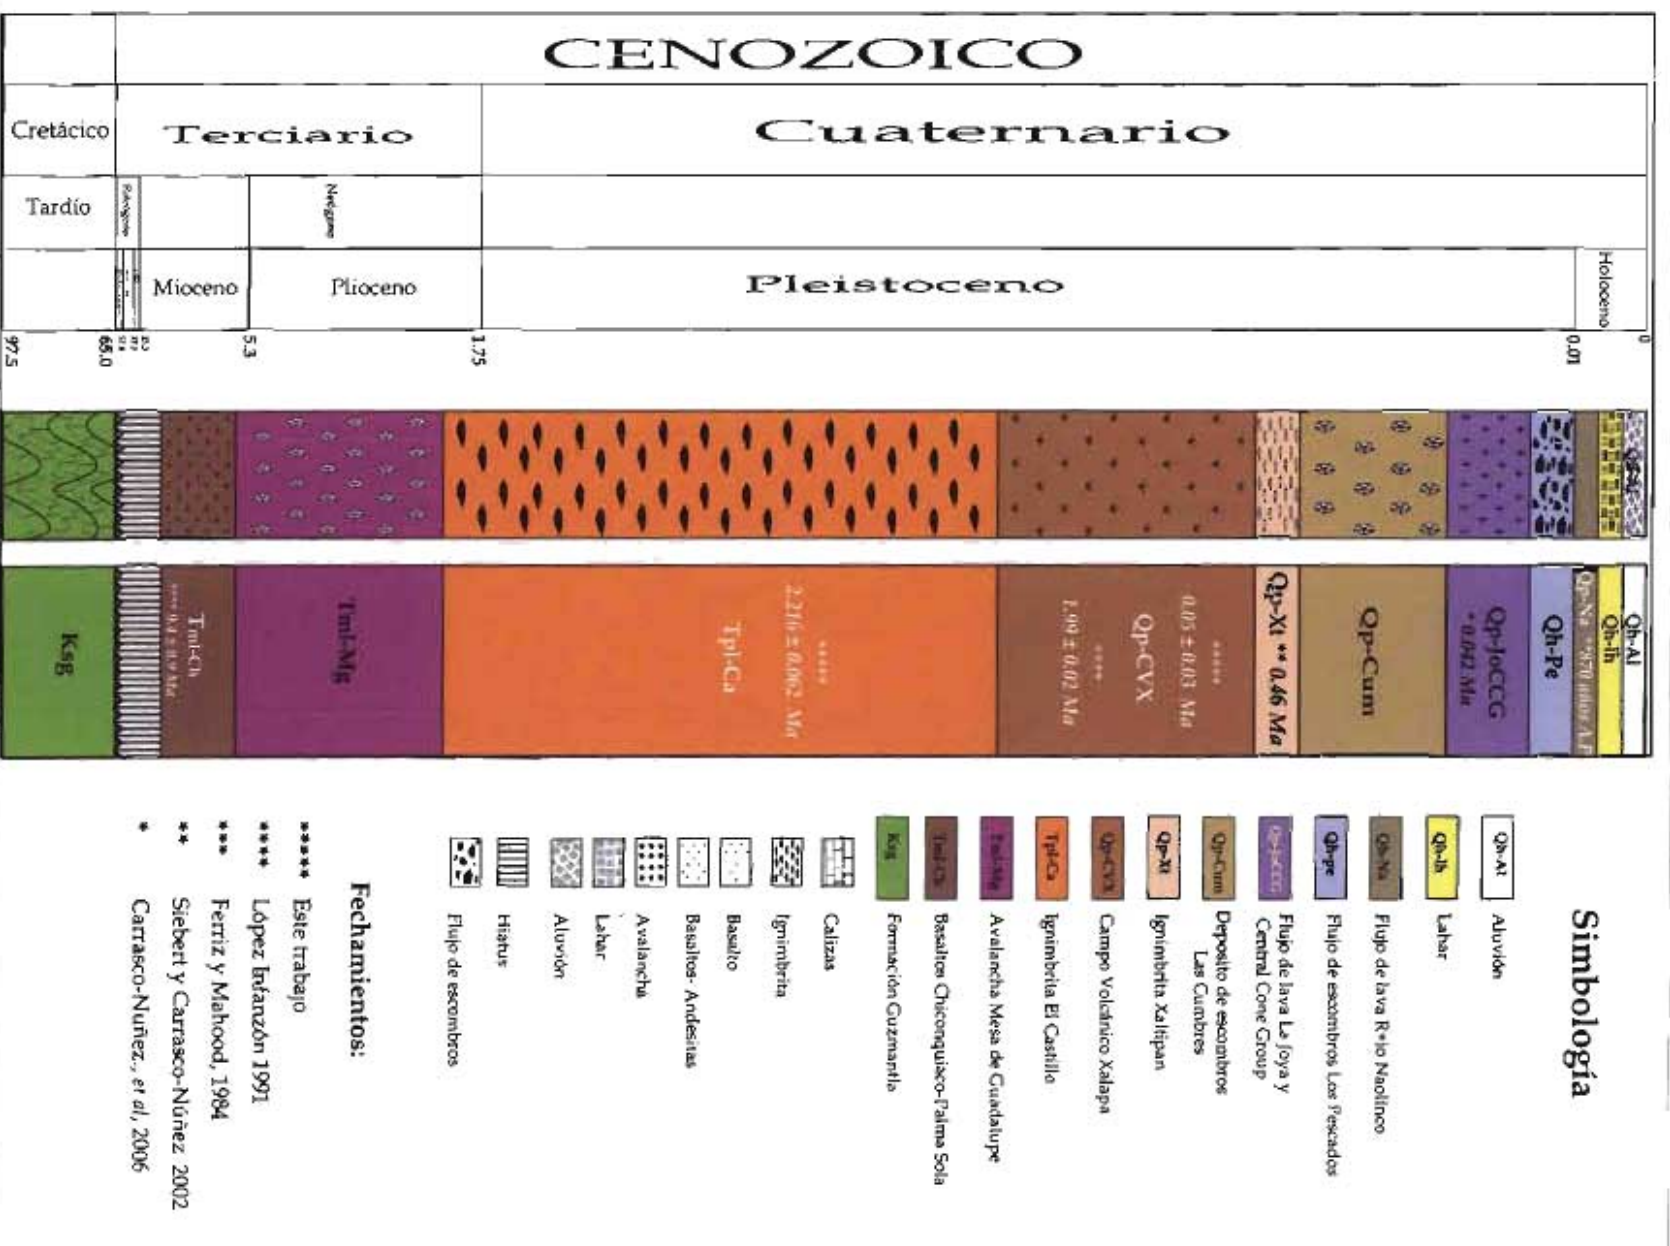 CENOZOICO
Cretácico
Terciario
Cuaternario
Tardío
Neógeno
Mioceno
Plioceno
Pleistoceno
Holoceno
97.5
65.0
5.3
1.75
0.01
0
Qh-Al
Qh-lh
Qp-Na **870 años A.P
Qh-Pe
Qp-JoCCG
* 0.042 Ma
Qp-Cum
Qp-Xt ** 0.46 Ma
*****
0.05 ± 0.03 Ma
Qp-CVX
****
1.99 ± 0.02 Ma
****
2.216 ± 0.062 Ma
Tpl-Ca
Tml-Mg
Tml-Ch
Ksg
Simbología
Qh-Al Aluvión
Qh-lh Lahar
Qh-Na Flujo de lava R*io Naolinco
Qh-pe Flujo de escombros Los Pescados
Flujo de lava La Joya y
Central Cone Group
Qp-Cum Deposito de escombros
Las Cumbres
Qp-Xt Ignimbrita Xaltipan
Qp-CVX Campo Volcánico Xalapa
Tpl-Ca Ignimbrita El Castillo
Tml-Mg Avalancha Mesa de Guadalupe
Tml-Ch Basaltos Chiconquiaco-Palma Sola
Ksg Formación Guzmantla
Calizas
Ignimbrita
Basalto
Basaltos- Andesitas
Avalancha
Lahar
Aluvión
Hiatus
Flujo de escombros
Fechamientos:
***** Este trabajo
**** López Infanzón 1991
*** Ferriz y Mahood, 1984
** Siebert y Carrasco-Núñez 2002
* Carrasco-Nuñez., et al, 2006